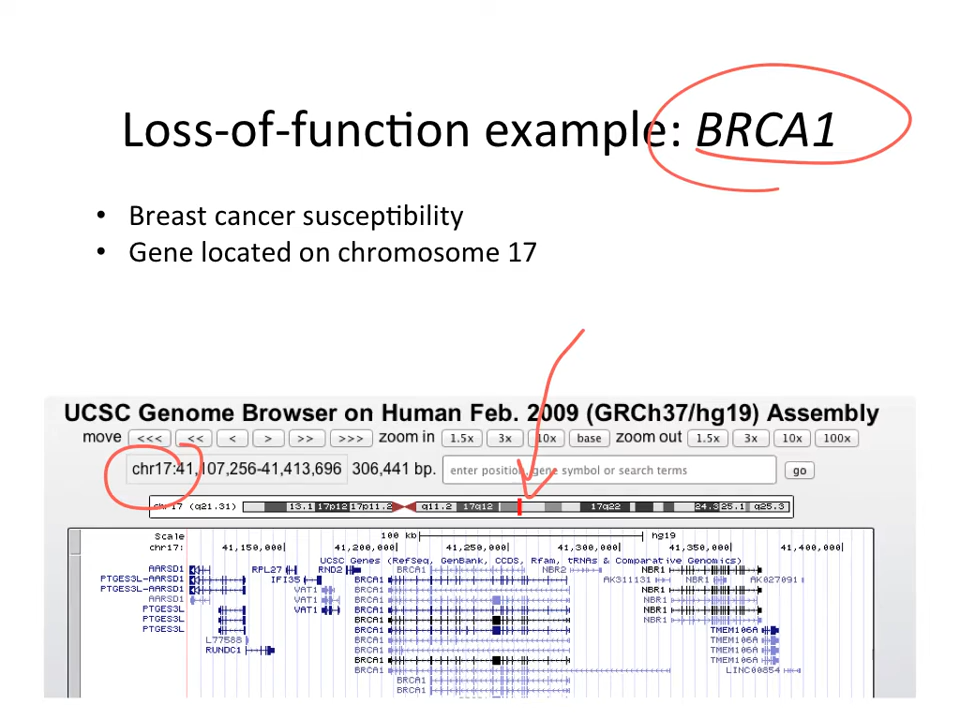 Loss-of-function example: BRCA1
• Breast cancer susceptibility
• Gene located on chromosome 17
UCSC Genome Browser on Human Feb. 2009 (GRCh37/hg19) Assembly
move <<< << < > >> >>> zoom in 1.5x 3x 10x base zoom out 1.5x 3x 10x 100x
chr17:41,107,256-41,413,696 306,441 bp. enter position, gene symbol or search terms go
chr17 (q21.31) 13.1 17p12 17p11.2 q11.2 17q12 17q22 24.3 25.1 q25.3
Scale 100 kb hg19
chr17: 41,150,000 41,200,000 41,250,000 41,300,000 41,350,000 41,400,000
UCSC Genes (RefSeq, GenBank, CCDS, Rfam, tRNAs & Comparative Genomics)
AARSD1 RPL27 RND2 BRCA1 NBR2 NBR1
PTGES3L-AARSD1 IFI35 BRCA1 AK311131 NBR1 AK027091
PTGES3L-AARSD1 VAT1 BRCA1 NBR1
AARSD1 VAT1 BRCA1 NBR1
PTGES3L VAT1 BRCA1 NBR1
PTGES3L BRCA1 NBR1
PTGES3L BRCA1 TMEM106A
L77588 BRCA1 TMEM106A
RUNDC1 BRCA1 TMEM106A
BRCA1 TMEM106A
BRCA1 LINC00854
BRCA1
BRCA1